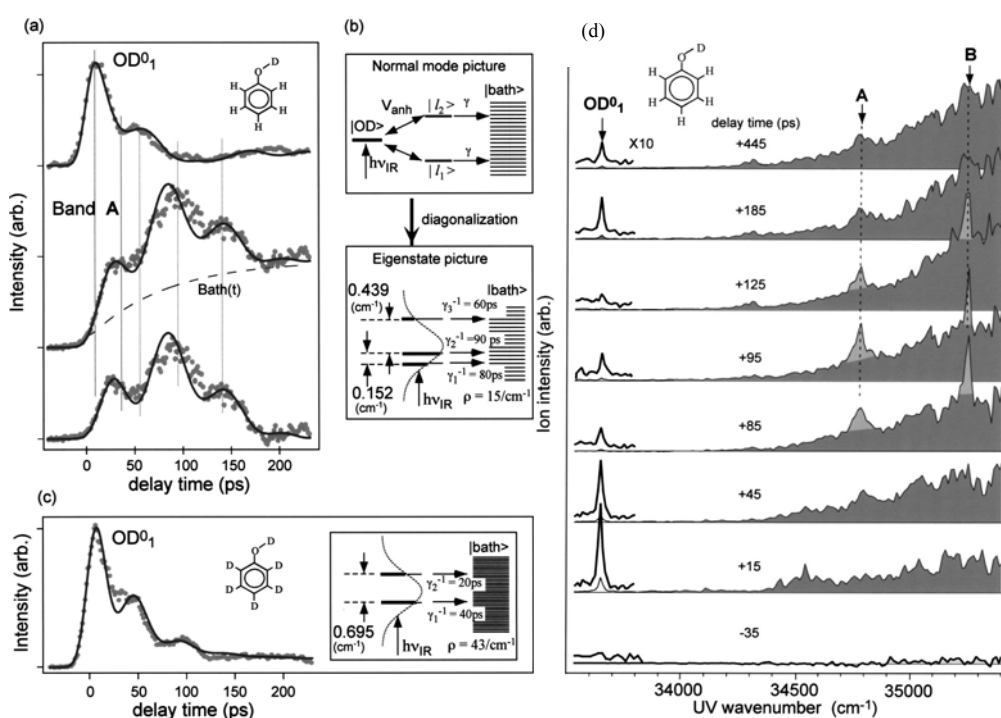 (a)
OD⁰₁
D
O
H H
H H
H
Band A
Bath(t)
Intensity (arb.)
0 50 100 150 200
delay time (ps)
(b)
Normal mode picture
|bath>
V_anh |l₂> γ
|OD>
hν_IR |l₁> γ
diagonalization
Eigenstate picture
|bath>
0.439
(cm⁻¹)
γ₃⁻¹ = 60ps
γ₂⁻¹ =90 ps
γ₁⁻¹ = 80ps
0.152
(cm⁻¹)
hν_IR ρ = 15/cm⁻¹
(c)
OD⁰₁
D
O
D D
D D
D
Intensity (arb.)
0 50 100 150 200
delay time (ps)
|bath>
γ₂⁻¹ = 20ps
γ₁⁻¹ = 40ps
0.695
(cm⁻¹)
hν_IR ρ = 43/cm⁻¹
(d)
D
O
H H
H H
H
B
A
OD⁰₁
X10
delay time (ps)
+445
+185
+125
+95
+85
+45
+15
-35
Ion intensity (arb.)
34000 34500 35000
UV wavenumber (cm⁻¹)